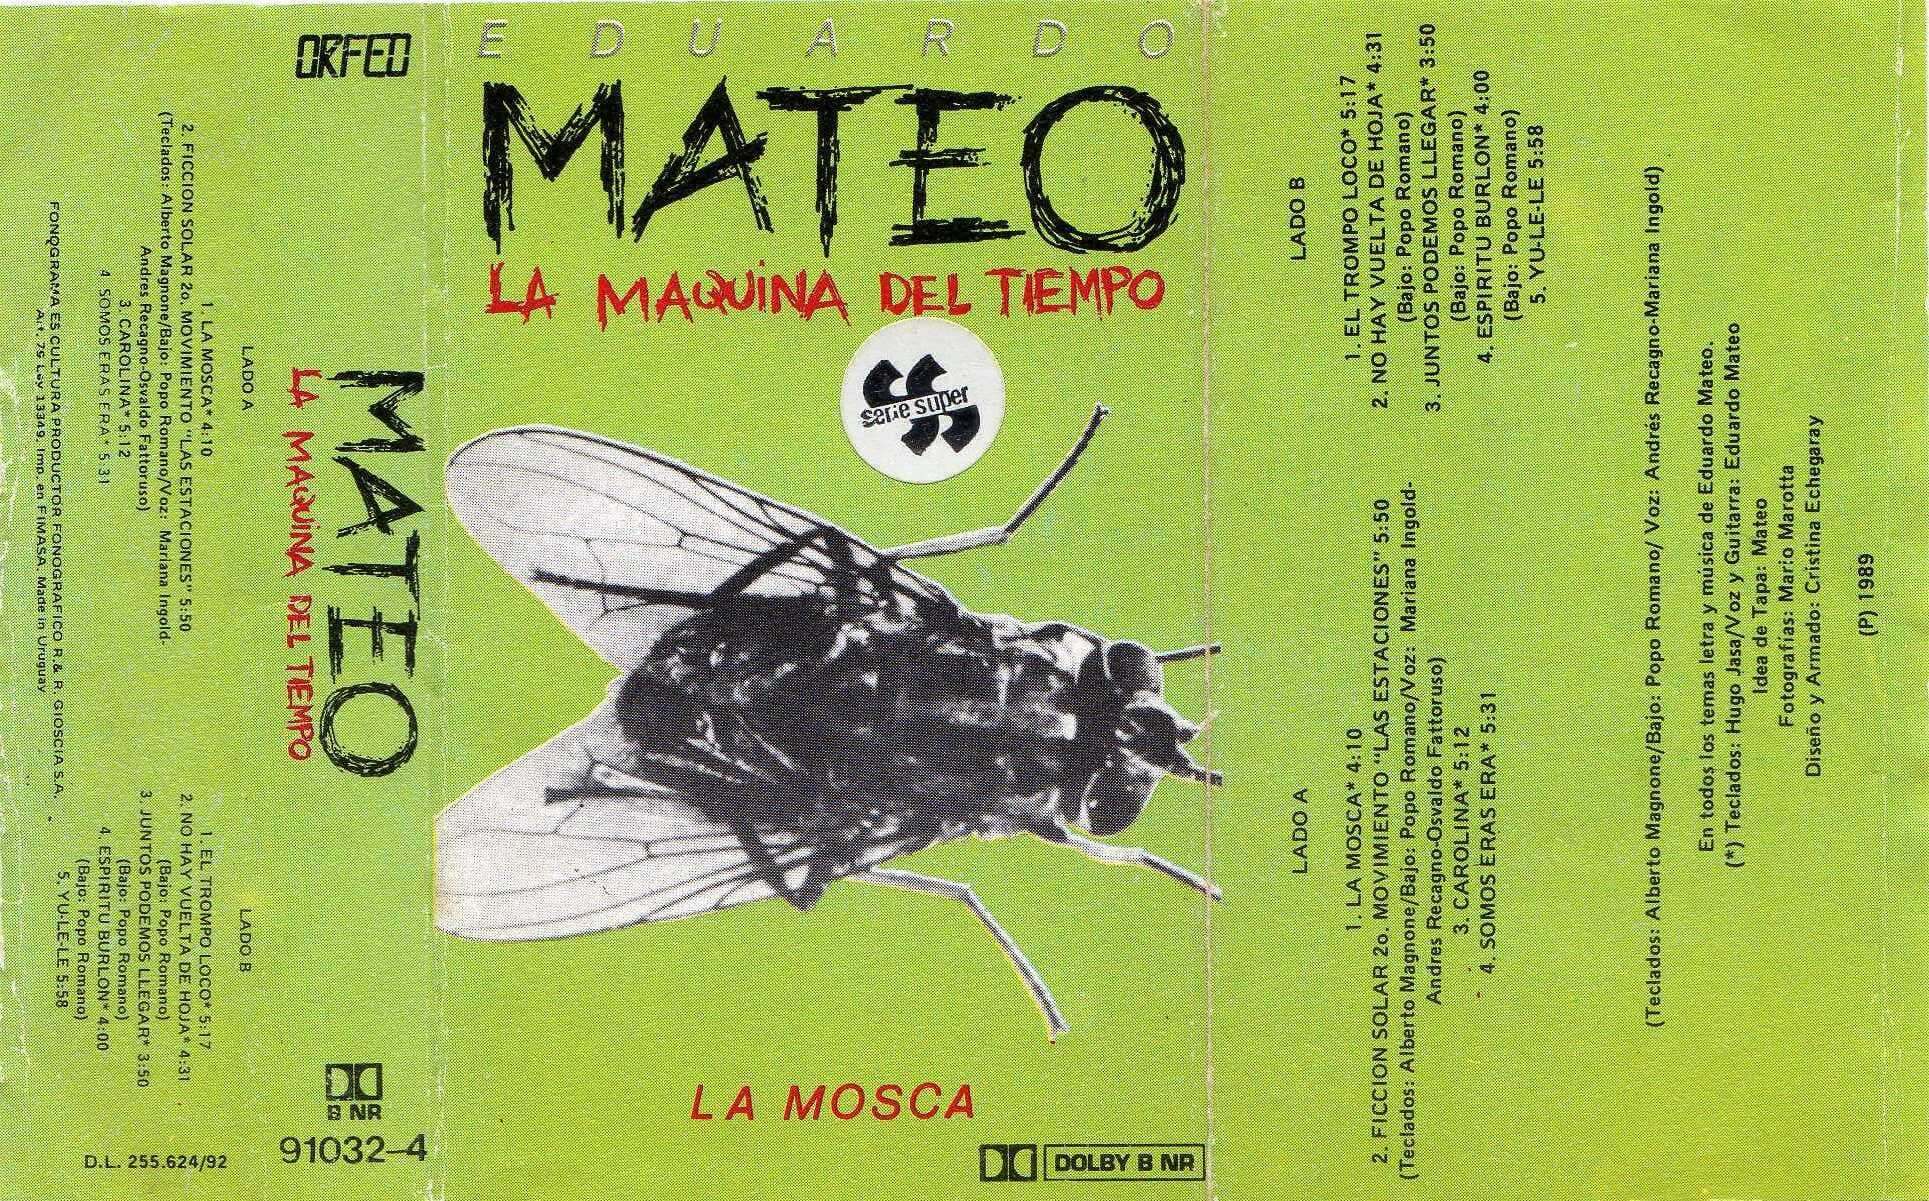 ORFEO
LADO A
1. LA MOSCA* 4:10
2. FICCION SOLAR 2o. MOVIMIENTO "LAS ESTACIONES" 5:50
(Teclados: Alberto Magnone/Bajo: Popo Romano/Voz: Mariana Ingold-
Andres Recagno-Osvaldo Fattoruso)
3. CAROLINA* 5:12
4 SOMOS ERAS ERA* 5:31
FONOGRAMA ES CULTURA PRODUCTOR FONOGRAFICO R.& R. GIOSCIA S.A.
Art. 79 Ley 13349. Imp. en FIMASA. Made in Uruguay
LADO B
1. EL TROMPO LOCO* 5:17
2. NO HAY VUELTA DE HOJA* 4:31
(Bajo: Popo Romano)
3. JUNTOS PODEMOS LLEGAR* 3:50
(Bajo: Popo Romano)
4. ESPIRITU BURLON* 4:00
(Bajo: Popo Romano)
5. YU-LE-LE 5:58
D.L. 255.624/92
MATEO
LA MAQUINA DEL TIEMPO
B NR
91032-4
EDUARDO
MATEO
LA MAQUINA DEL TIEMPO
serie super
LA MOSCA
DOLBY B NR
LADO A
1. LA MOSCA* 4:10
2. FICCION SOLAR 2o. MOVIMIENTO "LAS ESTACIONES" 5:50
(Teclados: Alberto Magnone/Bajo: Popo Romano/Voz: Mariana Ingold-
Andres Recagno-Osvaldo Fattoruso)
3. CAROLINA* 5:12
4. SOMOS ERAS ERA* 5:31
LADO B
1. EL TROMPO LOCO* 5:17
2. NO HAY VUELTA DE HOJA* 4:31
(Bajo: Popo Romano)
3. JUNTOS PODEMOS LLEGAR* 3:50
(Bajo: Popo Romano)
4. ESPIRITU BURLON* 4:00
(Bajo: Popo Romano)
5. YU-LE-LE 5:58
(Teclados: Alberto Magnone/Bajo: Popo Romano/ Voz: Andrés Recagno-Mariana Ingold)
En todos los temas letra y música de Eduardo Mateo.
(*) Teclados: Hugo Jasa/Voz y Guitarra: Eduardo Mateo
Idea de Tapa: Mateo
Fotografías: Mario Marotta
Diseño y Armado: Cristina Echegaray
(P) 1989